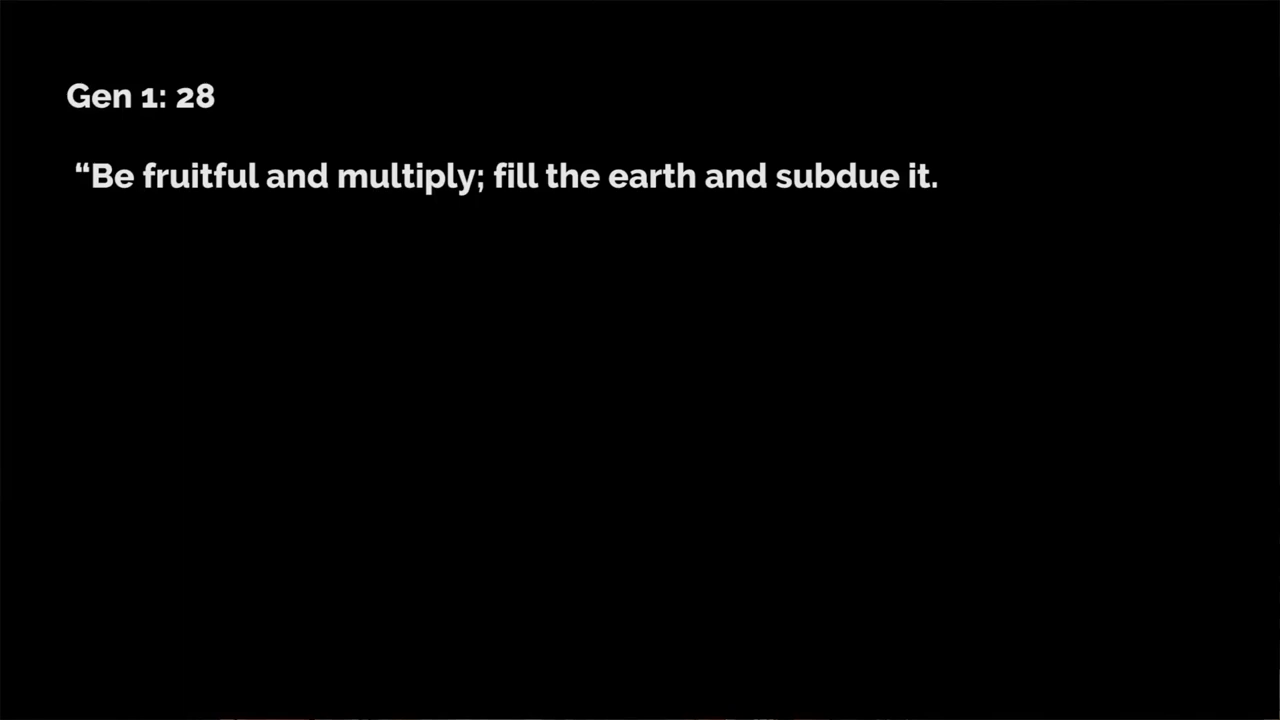 Gen 1: 28
“Be fruitful and multiply; fill the earth and subdue it.